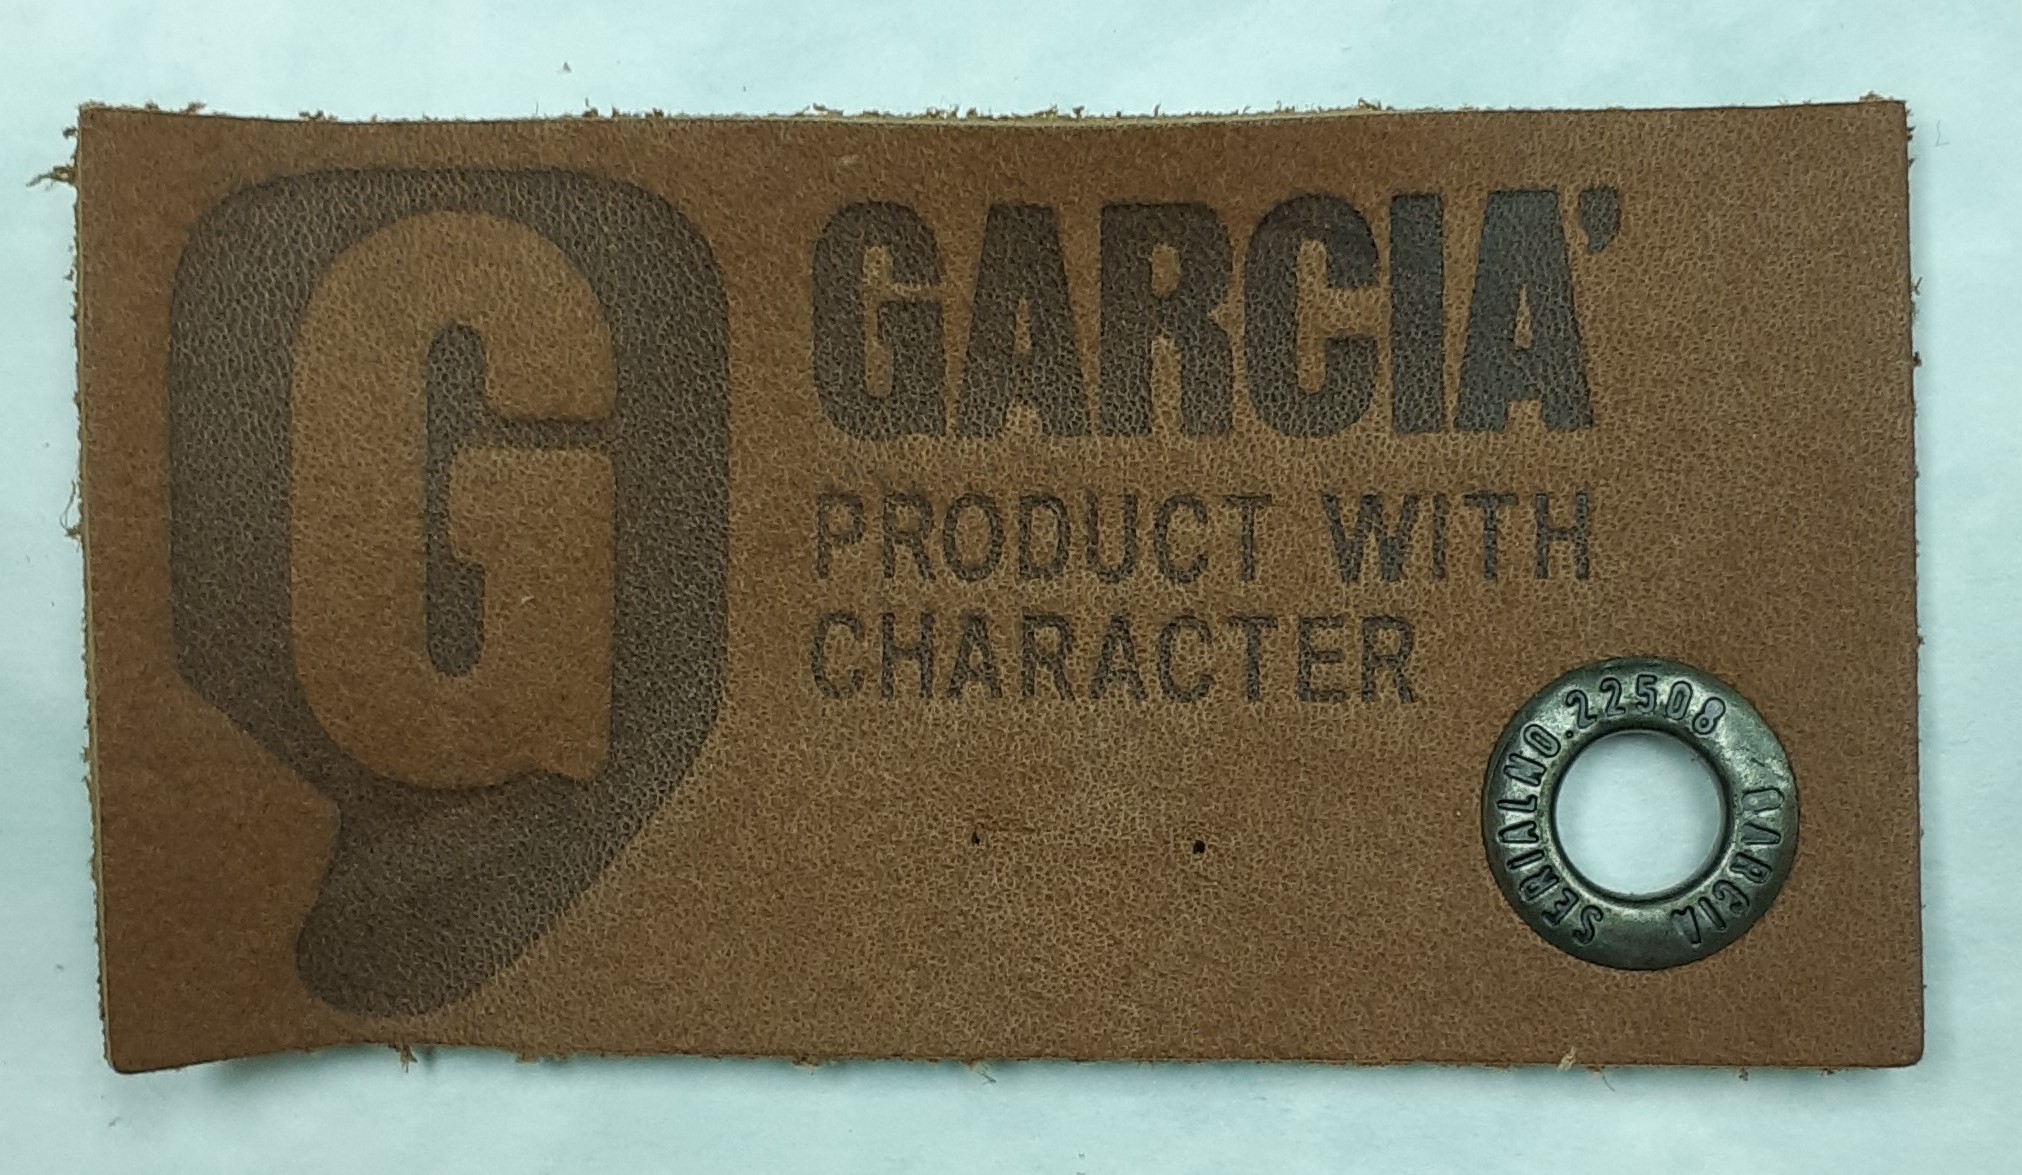 G
GARCIA’
PRODUCT WITH
CHARACTER
SERIAL NO. 22508
GARCIA